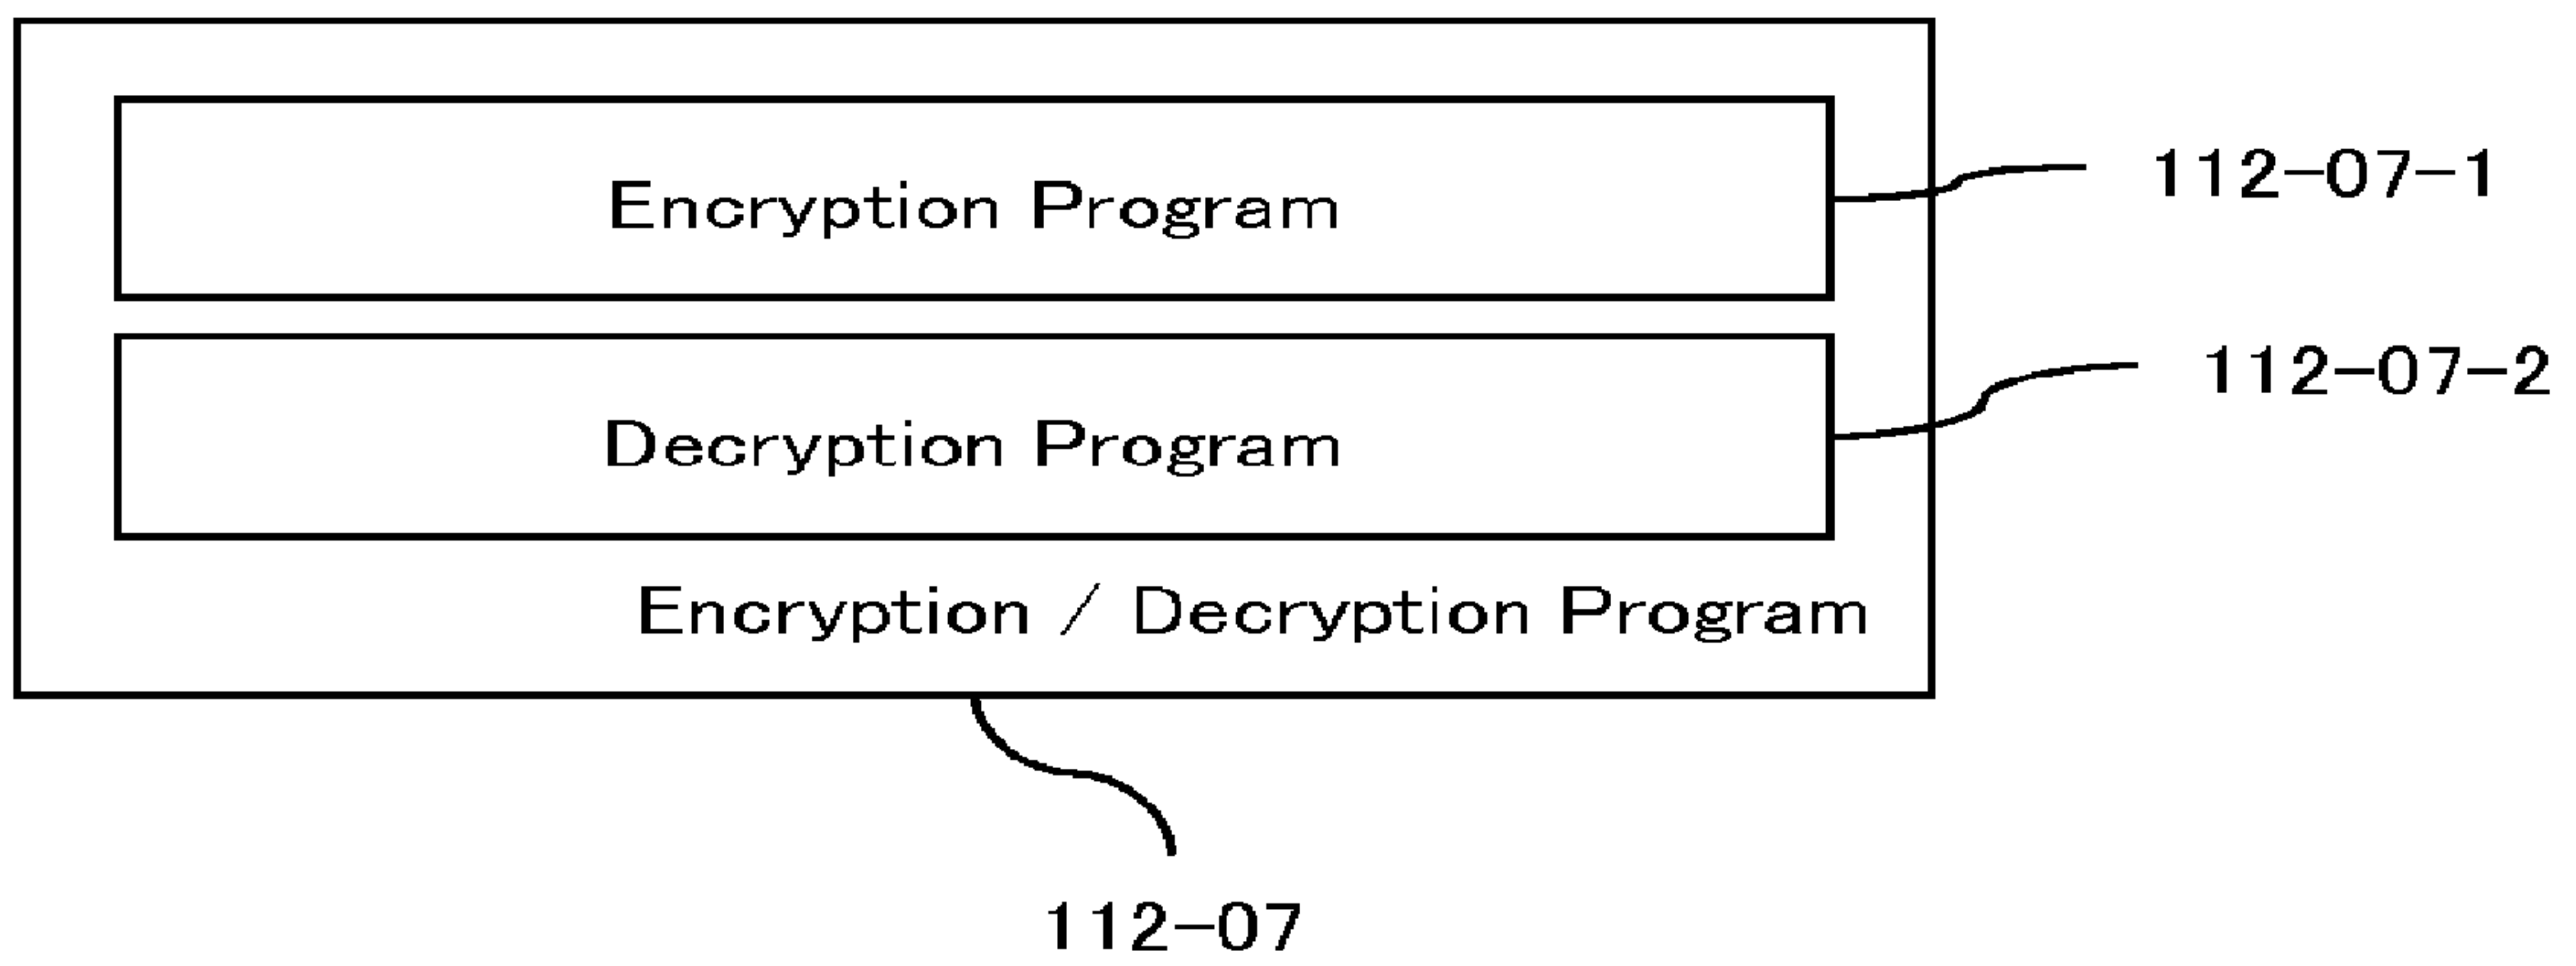 Encryption Program
112-07-1
Decryption Program
112-07-2
Encryption / Decryption Program
112-07